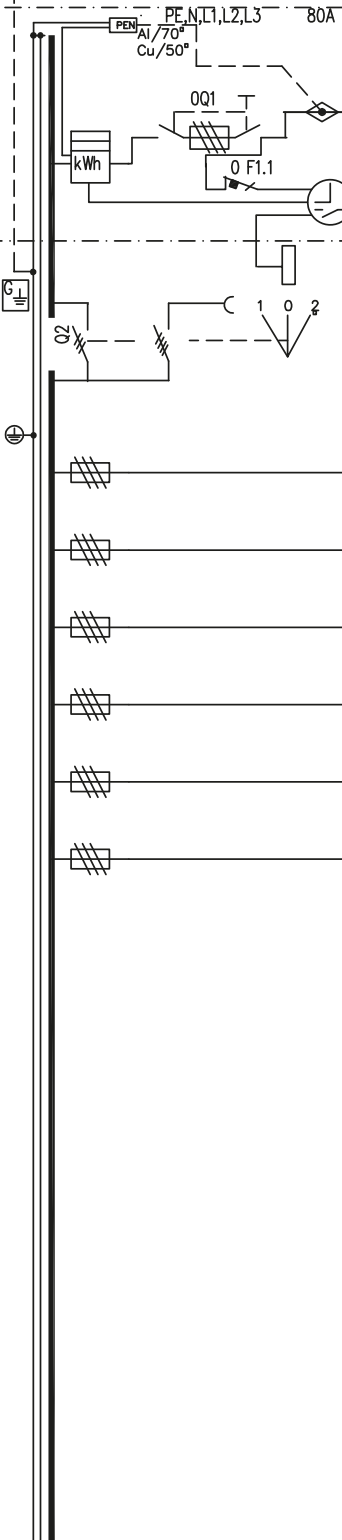 PE,N,L1,L2,L3 80A
PEN
Al/70²
Cu/50²
0Q1
kWh
0 F1.1
G
Q2
1 0 2